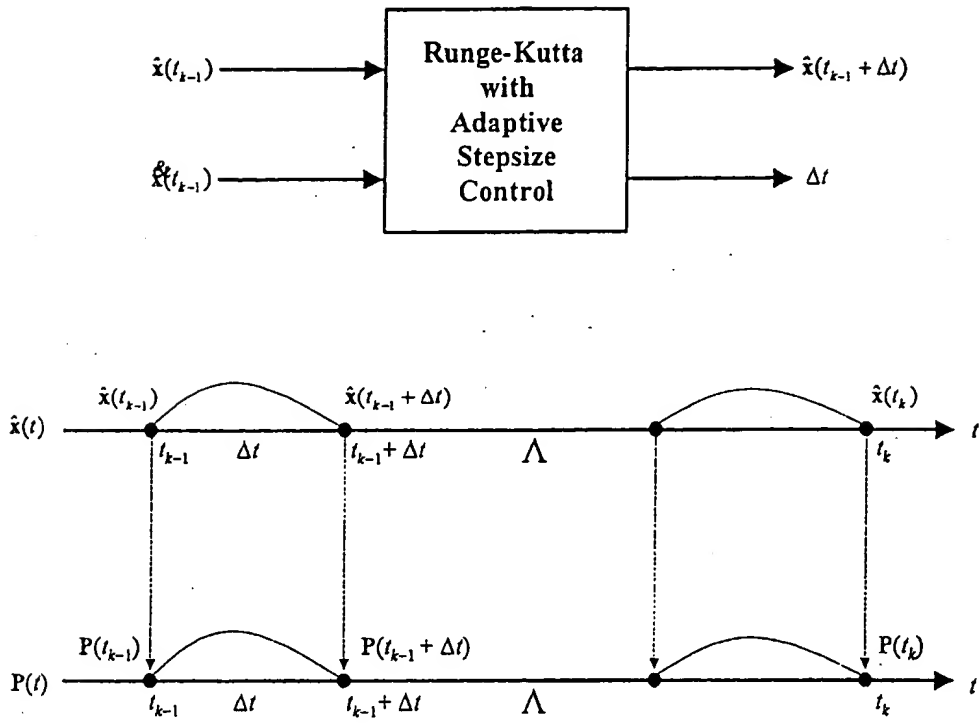 Runge-Kutta
with
Adaptive
Stepsize
Control
x̂(t_{k-1})
x̂(t_{k-1} + Δt)
&x(t_{k-1})
Δt
x̂(t_{k-1})
x̂(t_{k-1} + Δt)
x̂(t_k)
x̂(t)
t
t_{k-1}
Δt
t_{k-1} + Δt
Λ
t_k
P(t_{k-1})
P(t_{k-1} + Δt)
P(t_k)
P(t)
t
t_{k-1}
Δt
t_{k-1} + Δt
Λ
t_k